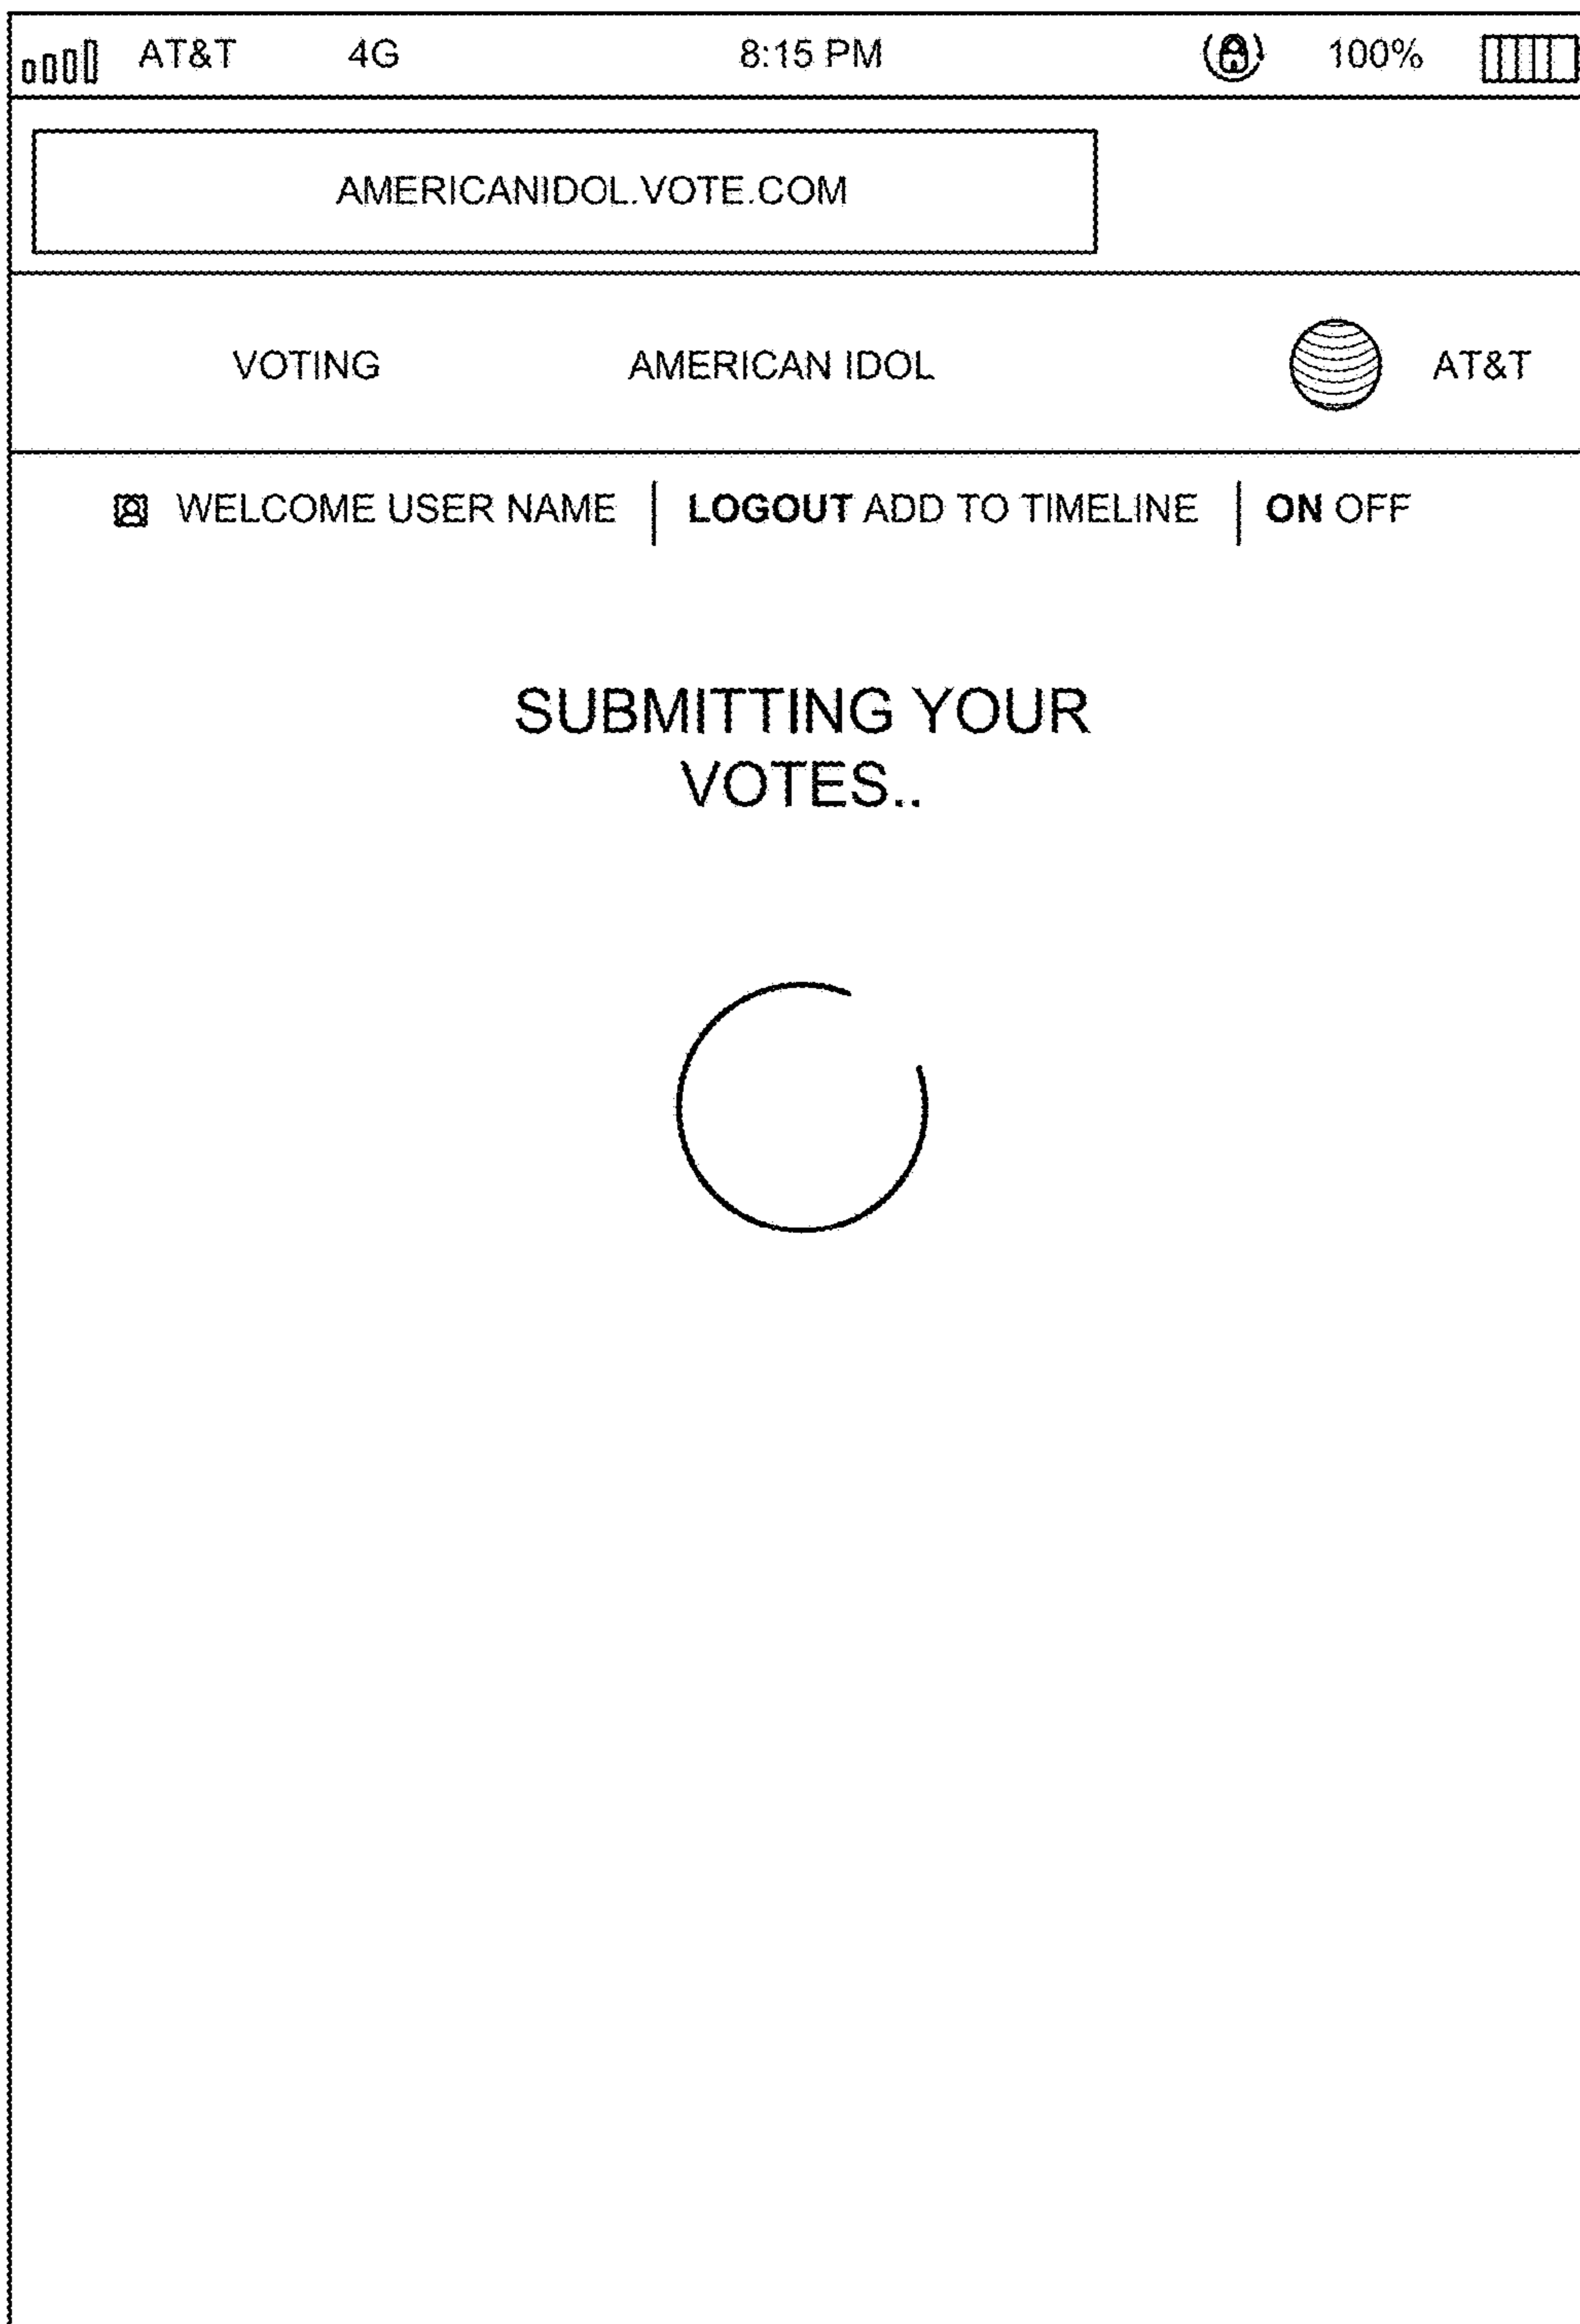 AT&T 4G 8:15 PM 100%
AMERICANIDOL.VOTE.COM
VOTING AMERICAN IDOL AT&T
WELCOME USER NAME | LOGOUT ADD TO TIMELINE | ON OFF
SUBMITTING YOUR
VOTES..